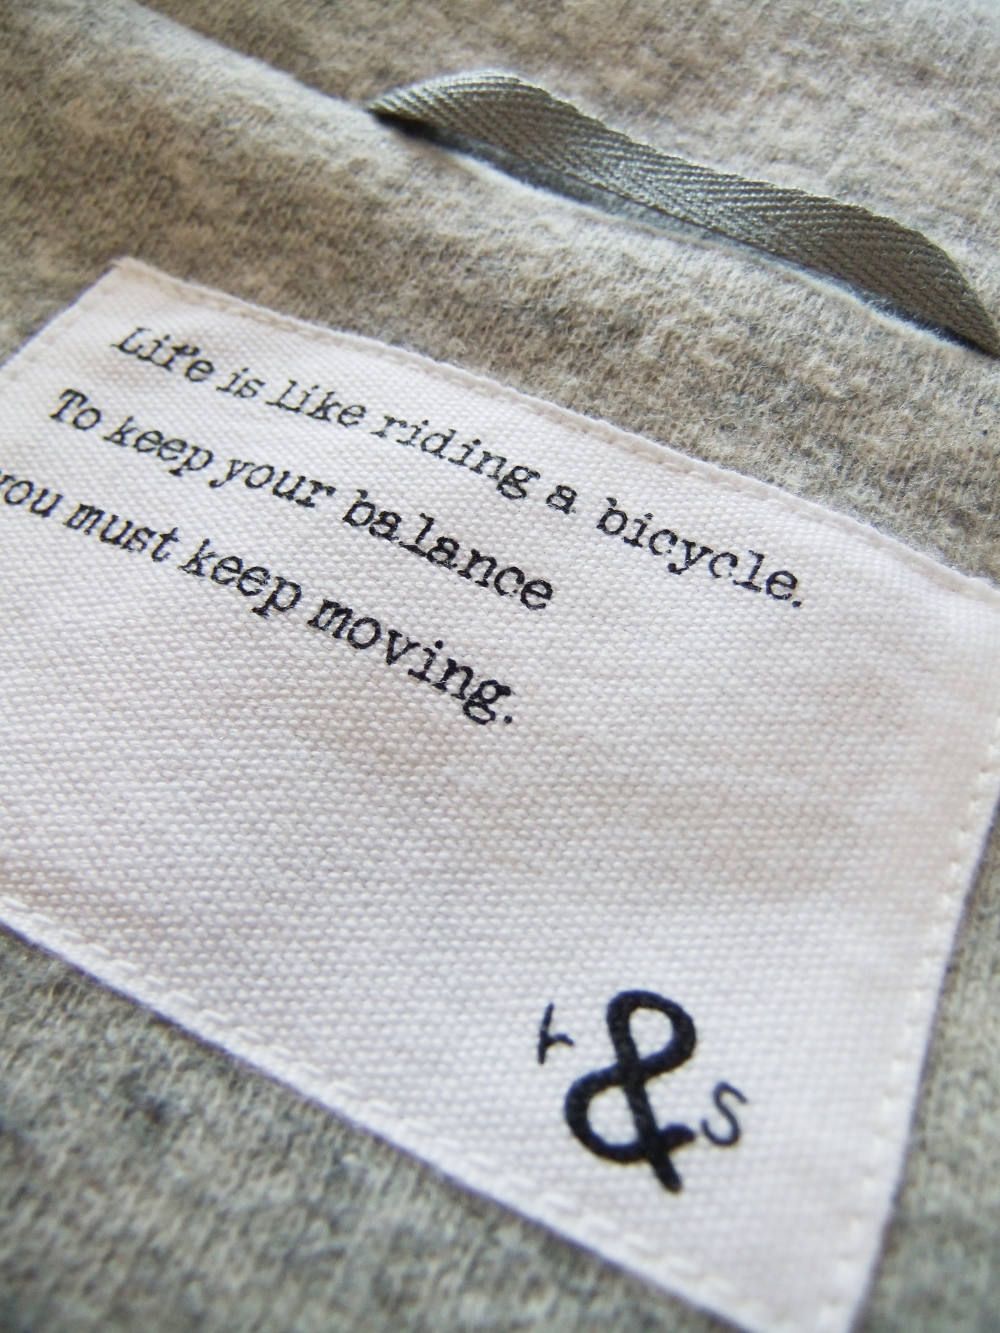 Life is like riding a bicycle.
To keep your balance
you must keep moving.
r & s